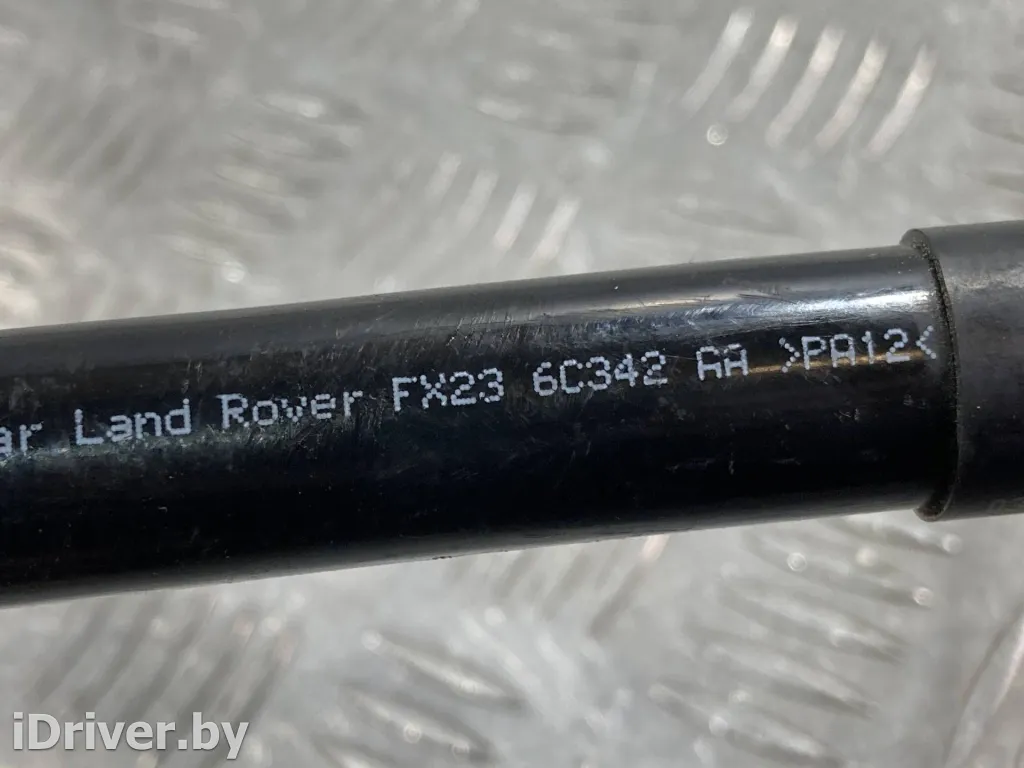 ar Land Rover FX23 6C342 AA >PA12<
iDriver.by